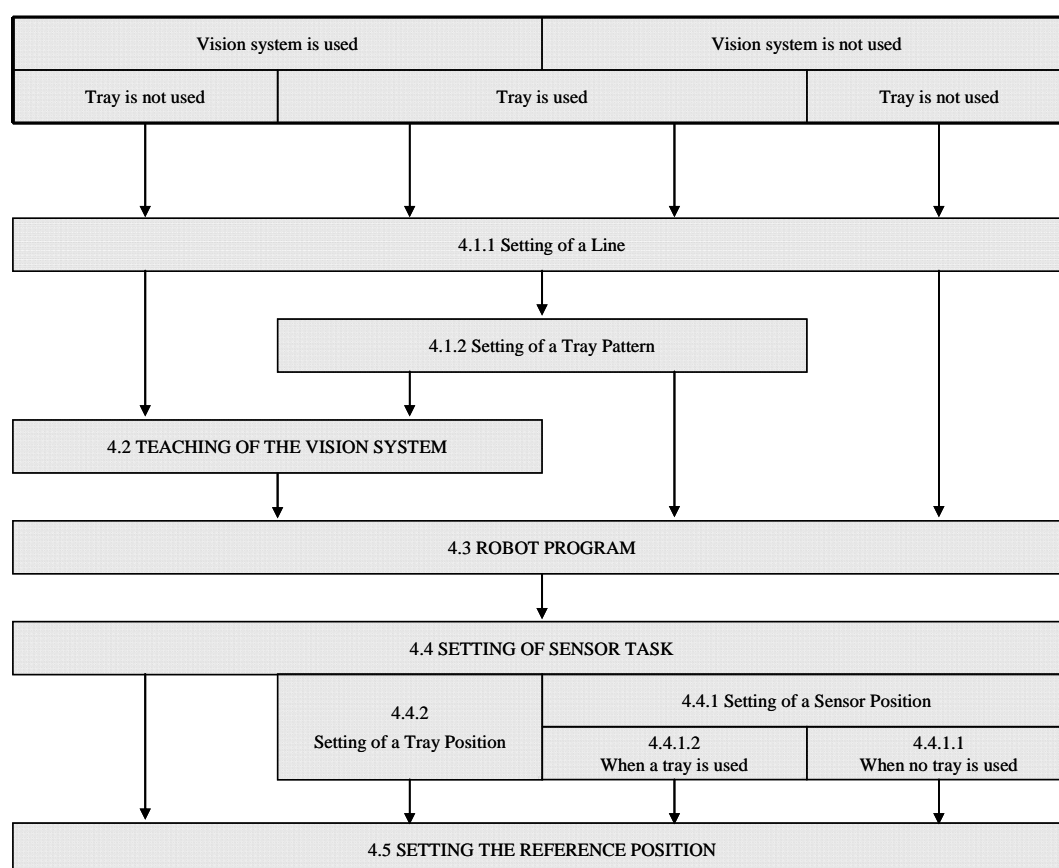 Vision system is used
Vision system is not used
Tray is not used
Tray is used
Tray is not used
4.1.1 Setting of a Line
4.1.2 Setting of a Tray Pattern
4.2 TEACHING OF THE VISION SYSTEM
4.3 ROBOT PROGRAM
4.4 SETTING OF SENSOR TASK
4.4.2
Setting of a Tray Position
4.4.1 Setting of a Sensor Position
4.4.1.2
When a tray is used
4.4.1.1
When no tray is used
4.5 SETTING THE REFERENCE POSITION